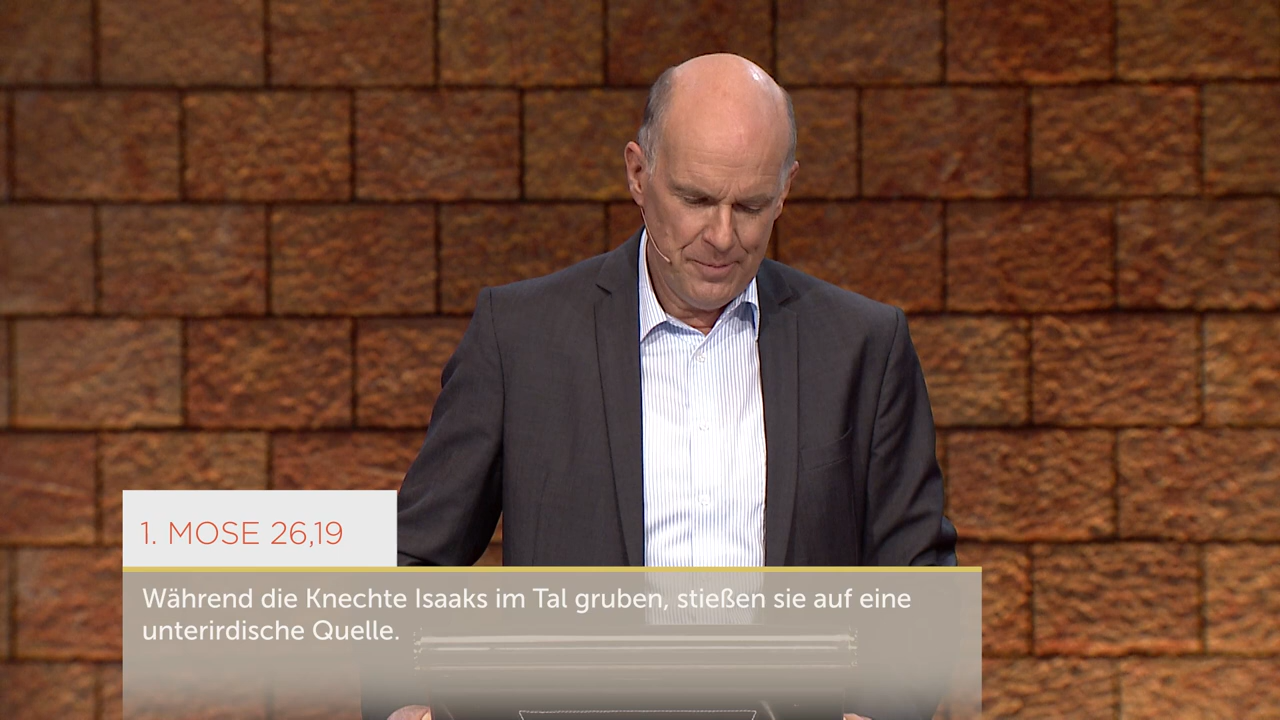 1. MOSE 26,19
Während die Knechte Isaaks im Tal gruben, stießen sie auf eine
unterirdische Quelle.